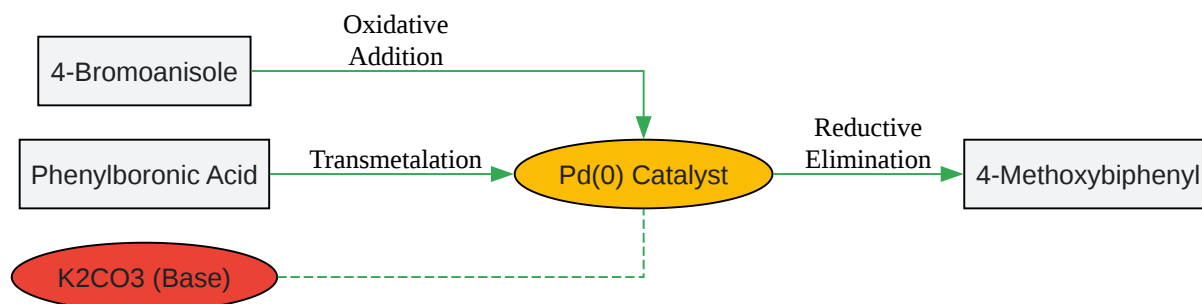 Oxidative
Addition
4-Bromoanisole
Phenylboronic Acid
Transmetalation
Pd(0) Catalyst
Reductive
Elimination
4-Methoxybiphenyl
K2CO3 (Base)